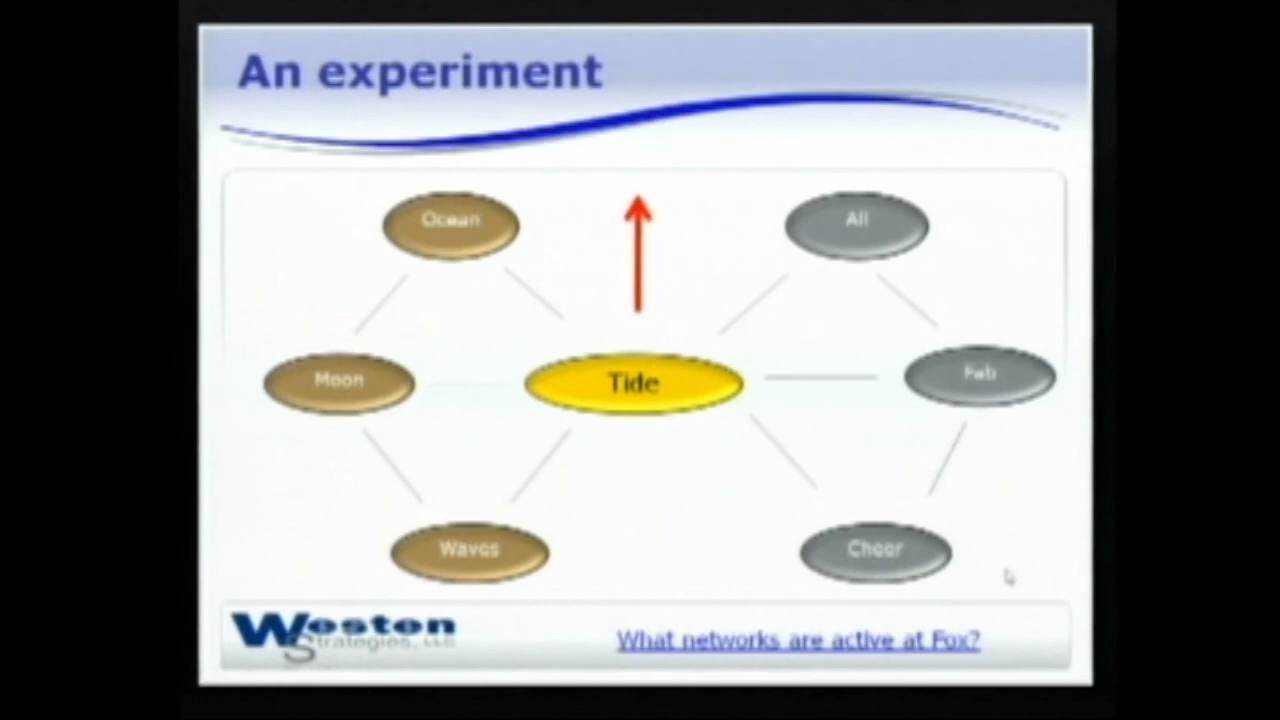 An experiment
Ocean
All
Moon
Tide
Fab
Waves
Cheer
Weston
Strategies, LLC
What networks are active at Fox?